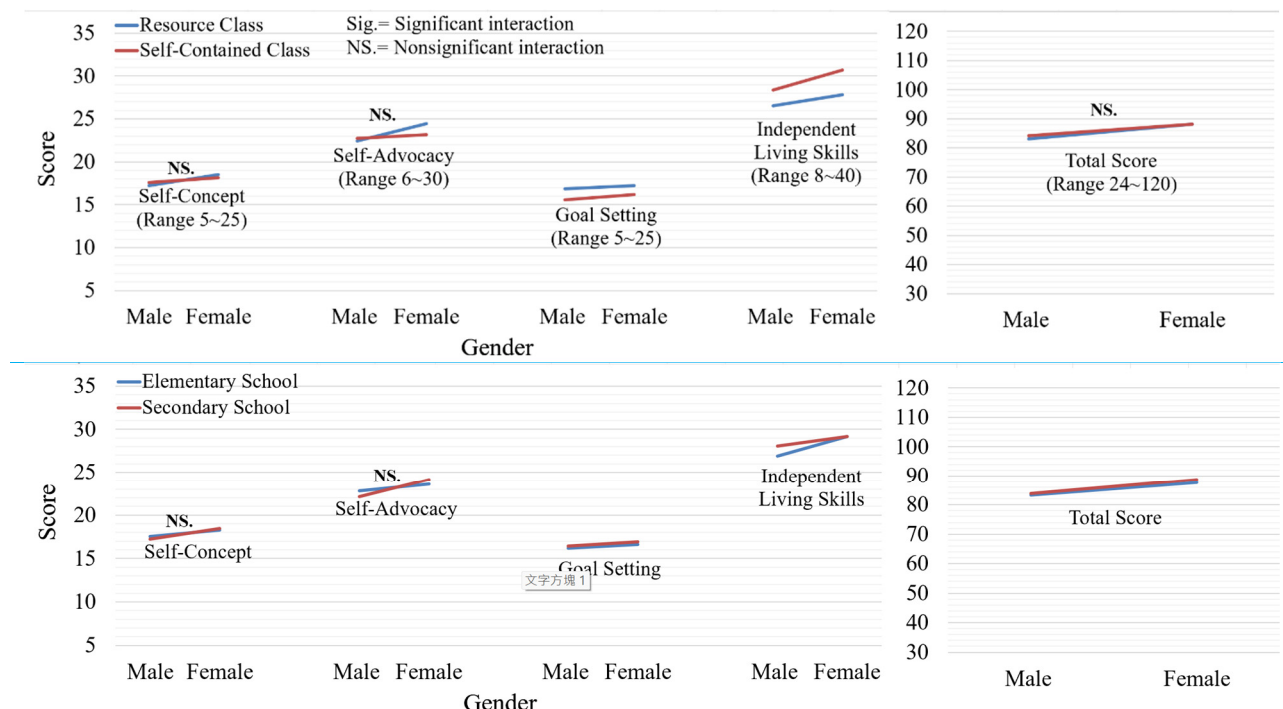 Resource Class
Self-Contained Class
Sig.= Significant interaction
NS.= Nonsignificant interaction
35
30
25
20
15
10
5
Score
NS.
Self-Concept
(Range 5~25)
NS.
Self-Advocacy
(Range 6~30)
Goal Setting
(Range 5~25)
Independent
Living Skills
(Range 8~40)
Male Female
Male Female
Male Female
Male Female
Gender
120
110
100
90
80
70
60
50
40
30
NS.
Total Score
(Range 24~120)
Male
Female
Elementary School
Secondary School
35
30
25
20
15
10
5
Score
NS.
Self-Concept
NS.
Self-Advocacy
Goal Setting
文字方塊 1
Independent
Living Skills
Male Female
Male Female
Male Female
Male Female
Gender
120
110
100
90
80
70
60
50
40
30
Total Score
Male
Female